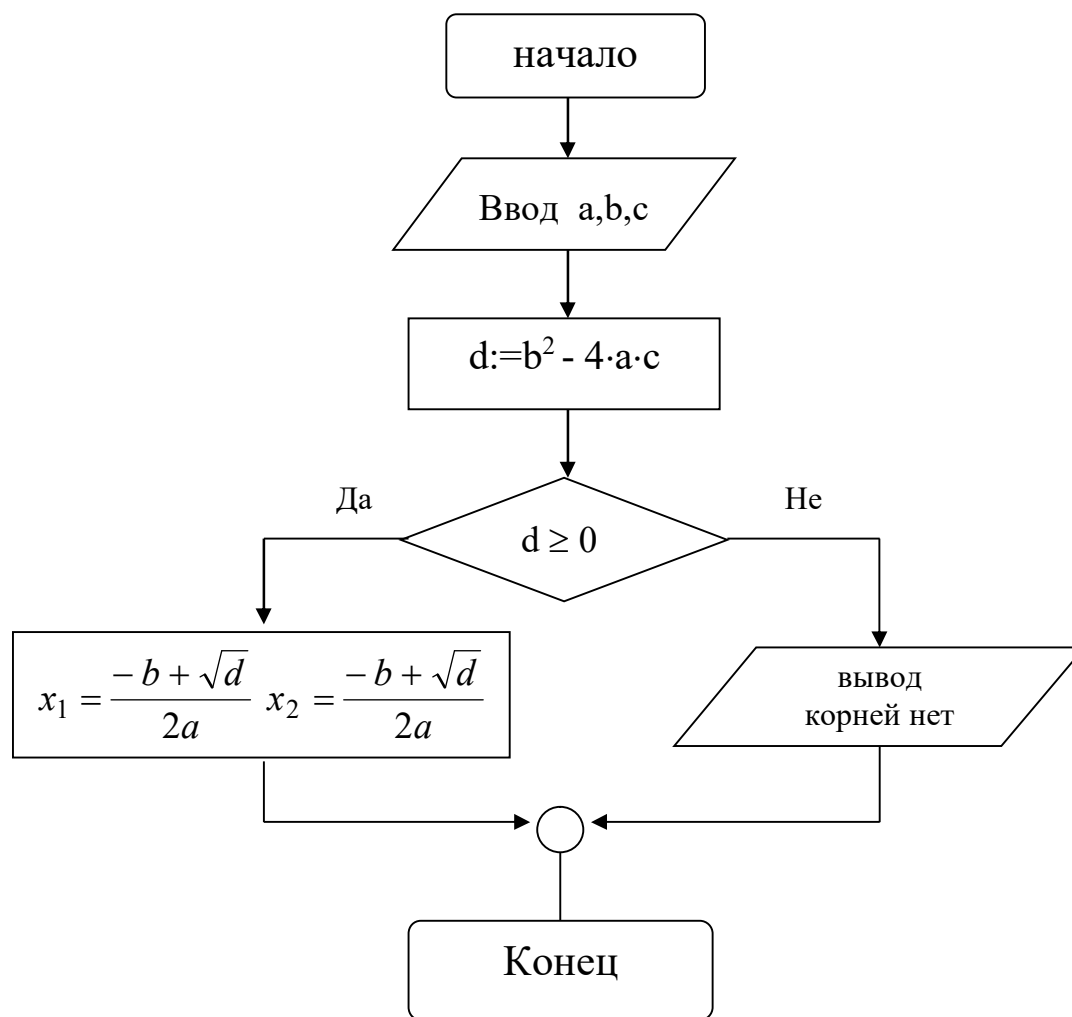 начало
Ввод a,b,c
d:=b² - 4·a·c
Да
Не
d ≥ 0
x₁ = (-b + √d)/2a x₂ = (-b + √d)/2a
вывод
корней нет
Конец